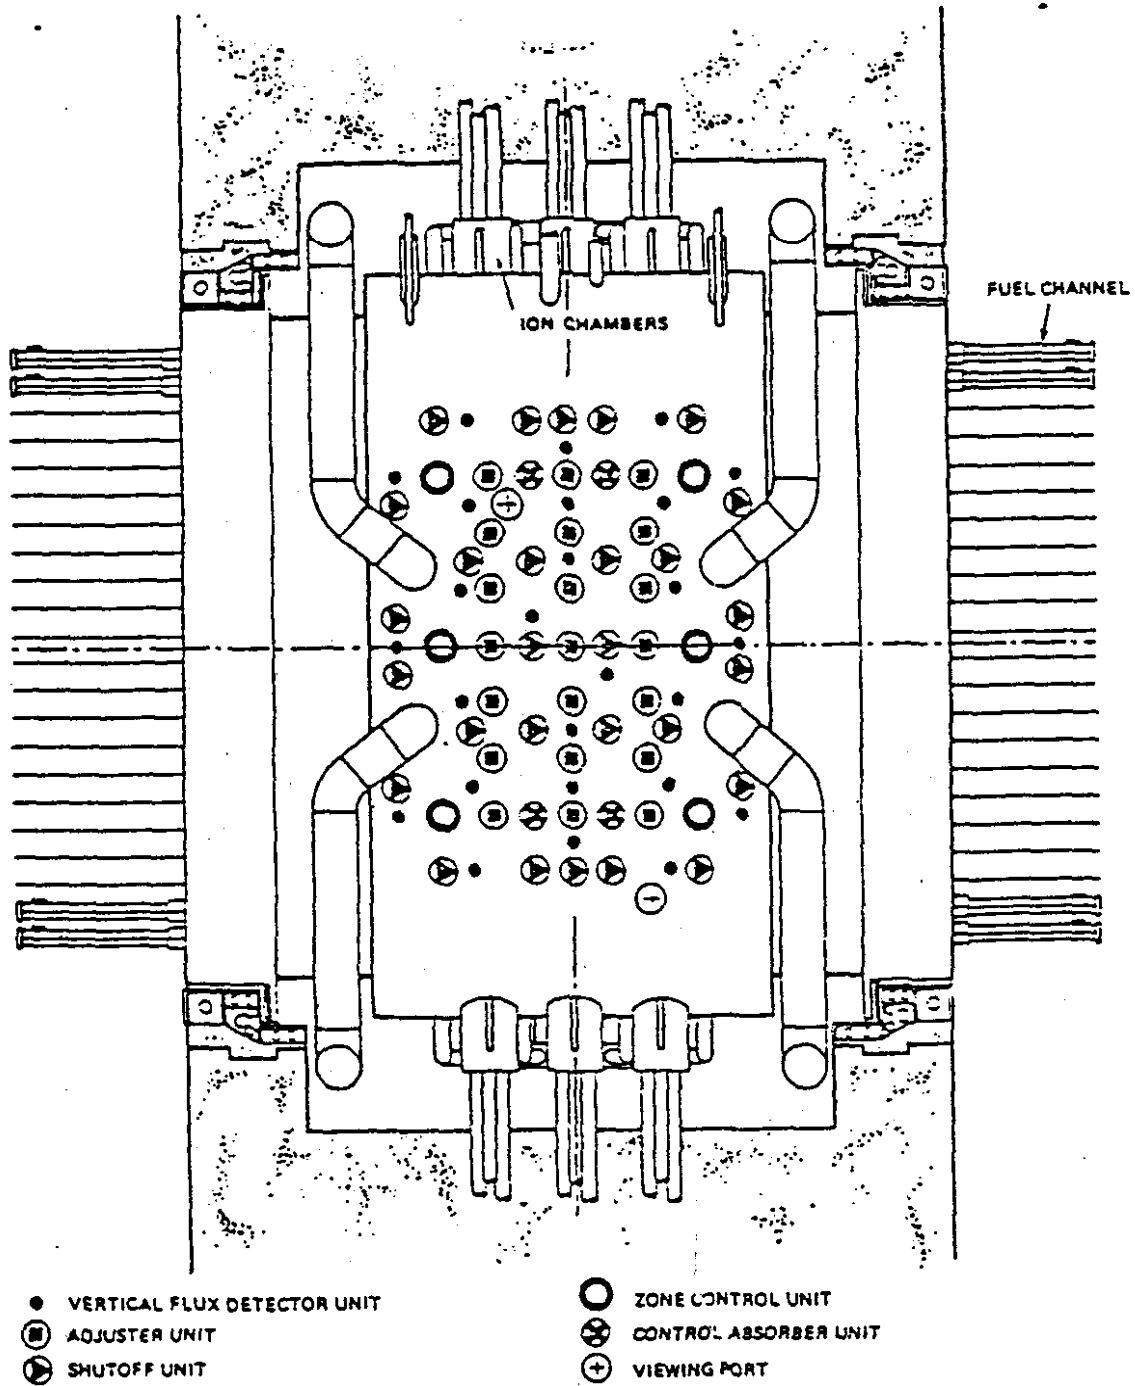 FUEL CHANNEL
ION CHAMBERS
VERTICAL FLUX DETECTOR UNIT
ADJUSTER UNIT
SHUTOFF UNIT
ZONE CONTROL UNIT
CONTROL ABSORBER UNIT
VIEWING PORT